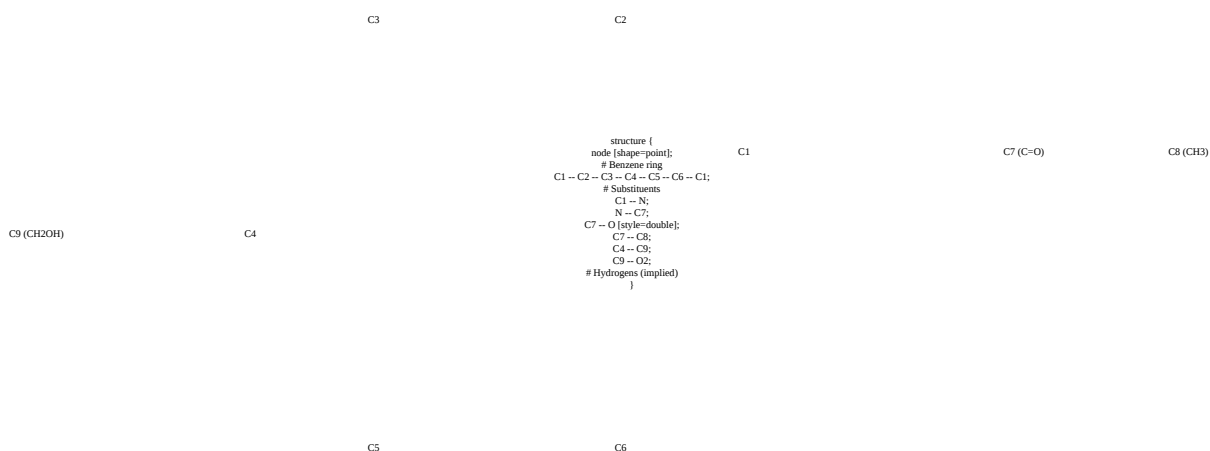 C3
C2
structure {
node [shape=point];
# Benzene ring
C1 -- C2 -- C3 -- C4 -- C5 -- C6 -- C1;
# Substituents
C1 -- N;
N -- C7;
C7 -- O [style=double];
C7 -- C8;
C4 -- C9;
C9 -- O2;
# Hydrogens (implied)
}
C1
C7 (C=O)
C8 (CH3)
C9 (CH2OH)
C4
C5
C6